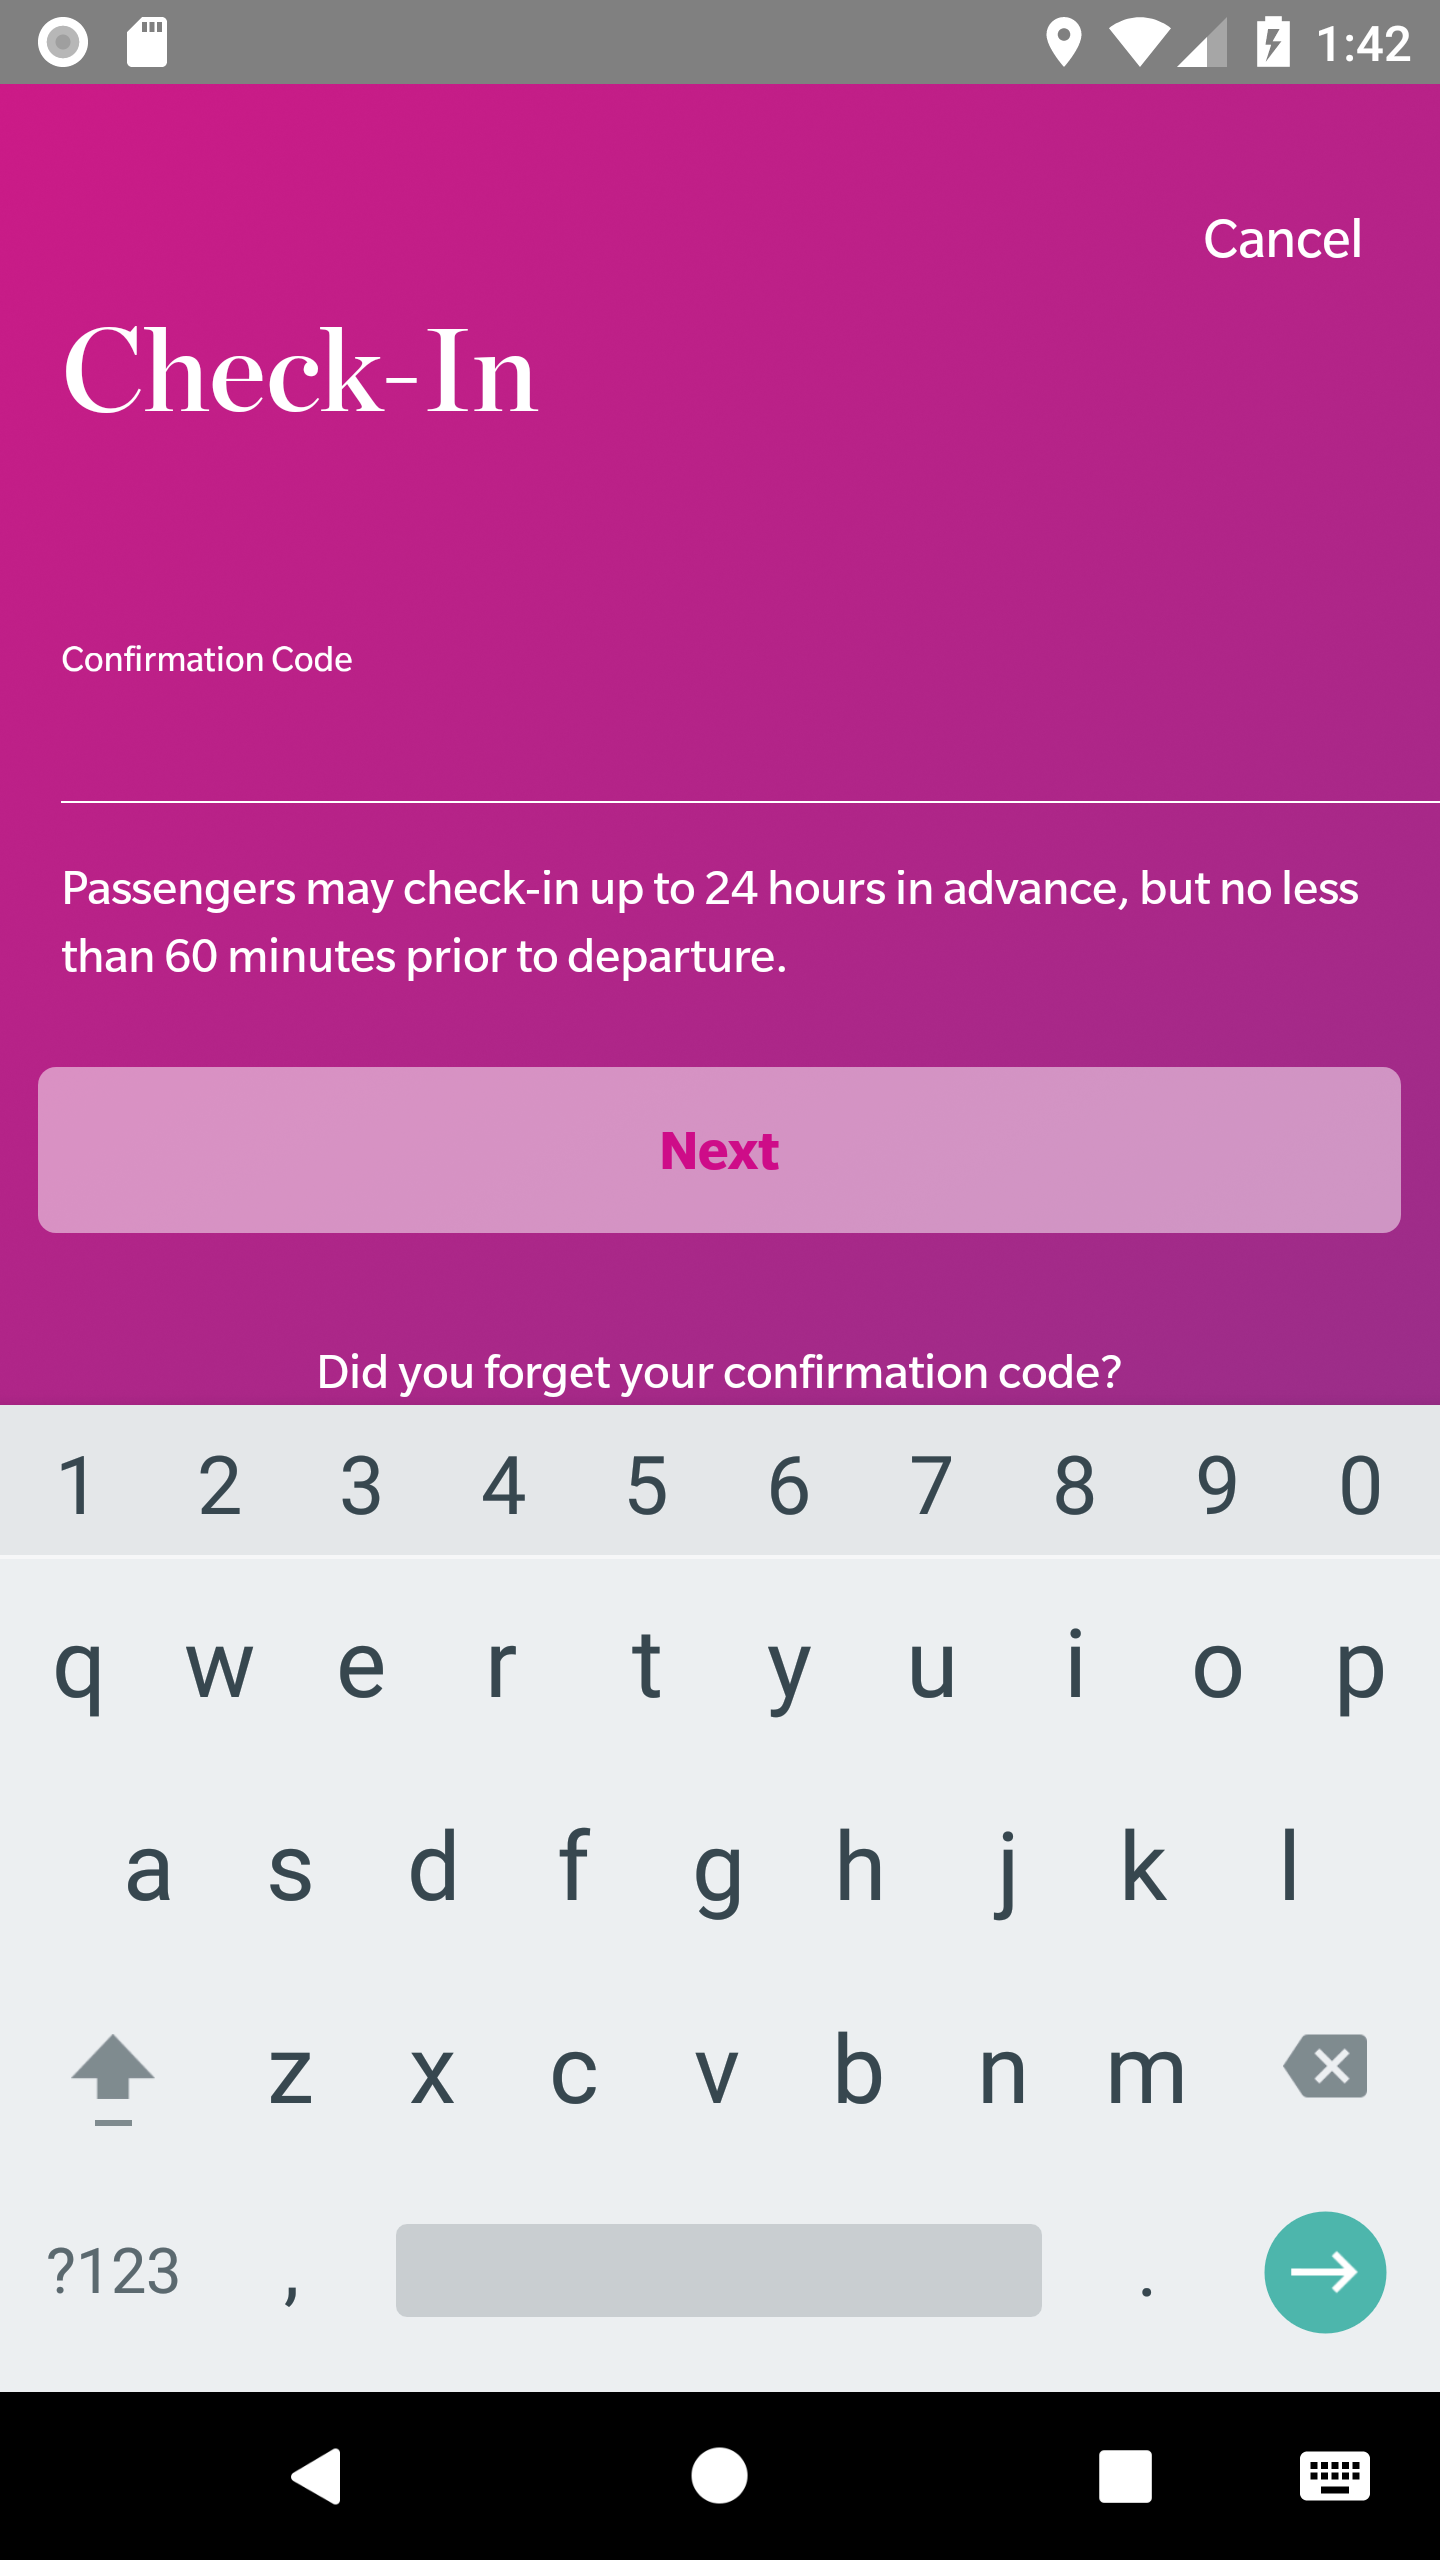 1:42
Cancel
Check-In
Confirmation Code
Passengers may check-in up to 24 hours in advance, but no less
than 60 minutes prior to departure.
Next
Did you forget your confirmation code?
1 2 3 4 5 6 7 8 9 0
q w e r t y u i o p
a s d f g h j k l
z x c v b n m
?123 , .